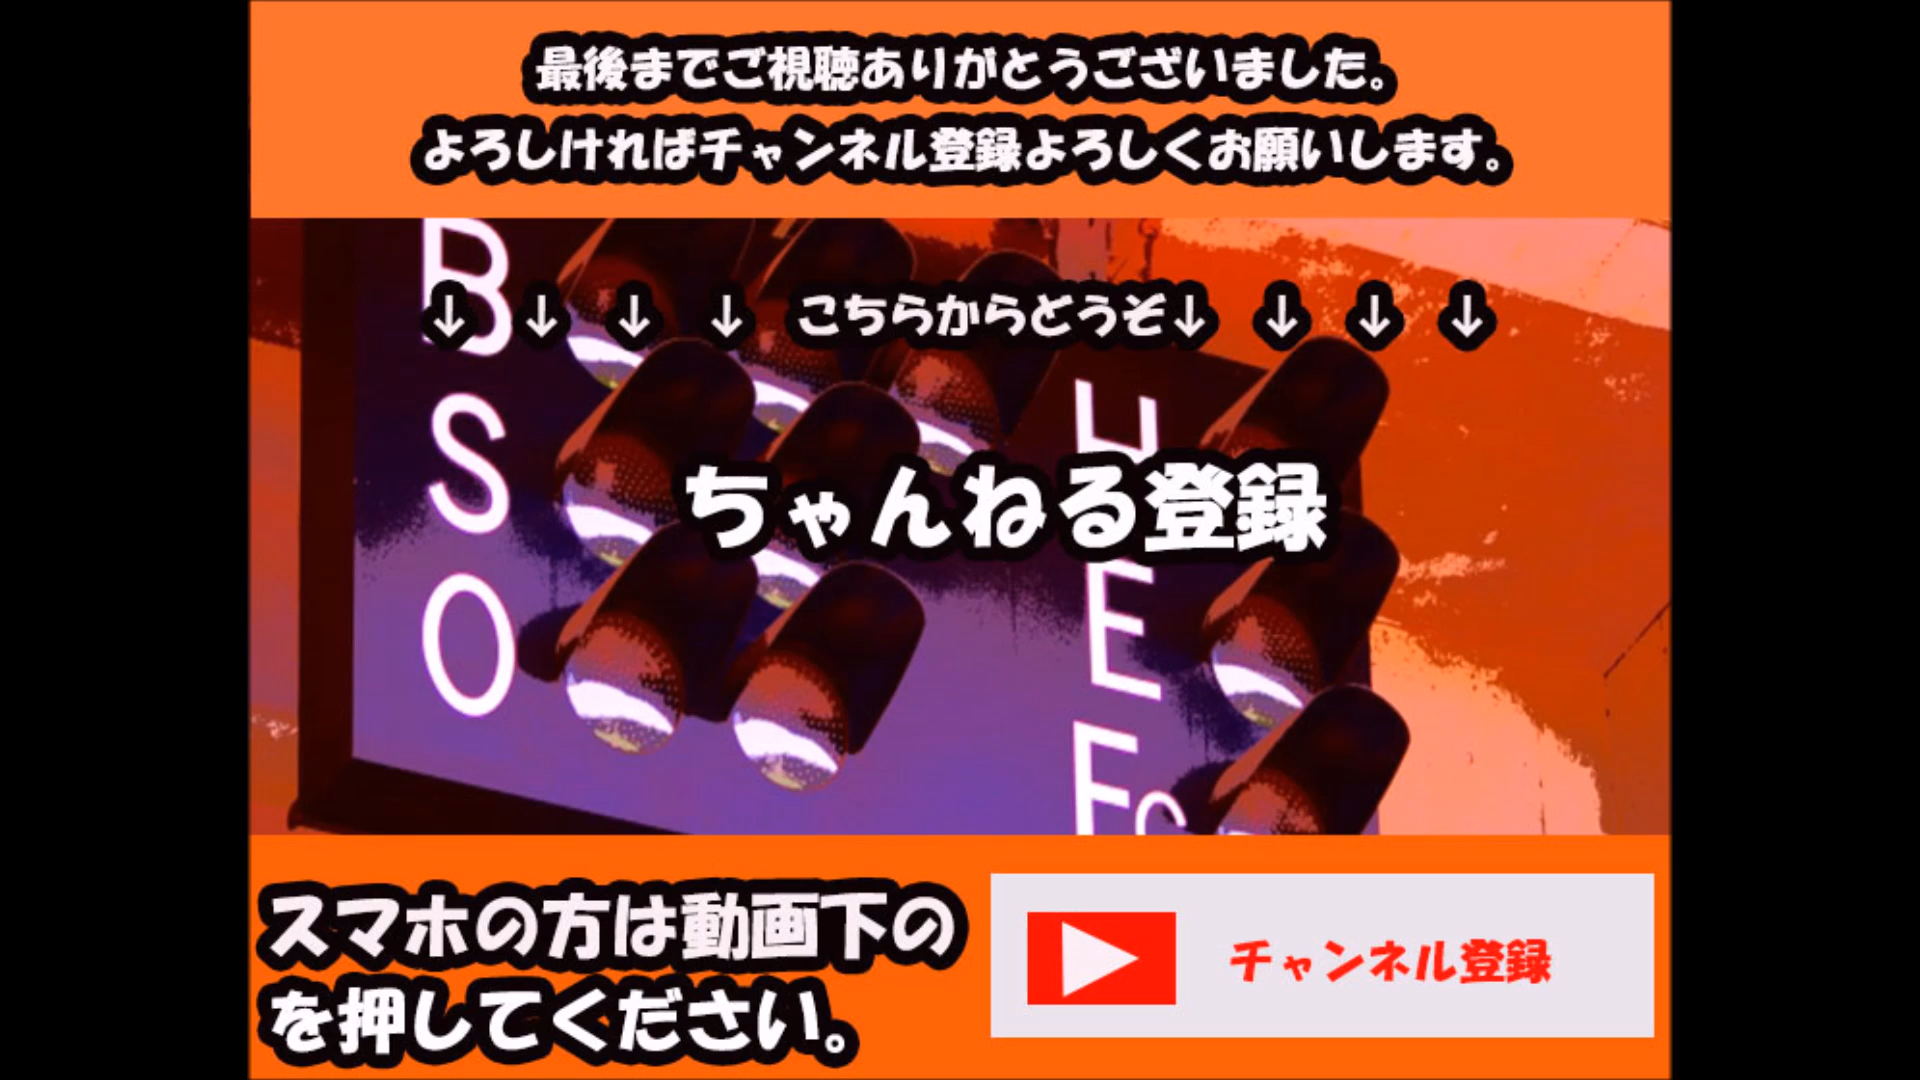 最後までご視聴ありがとうございました。
よろしければチャンネル登録よろしくお願いします。
↓ ↓ ↓ ↓ こちらからどうぞ↓ ↓ ↓ ↓
B
S
O
H
E
F
ちゃんねる登録
スマホの方は動画下の
を押してください。
チャンネル登録